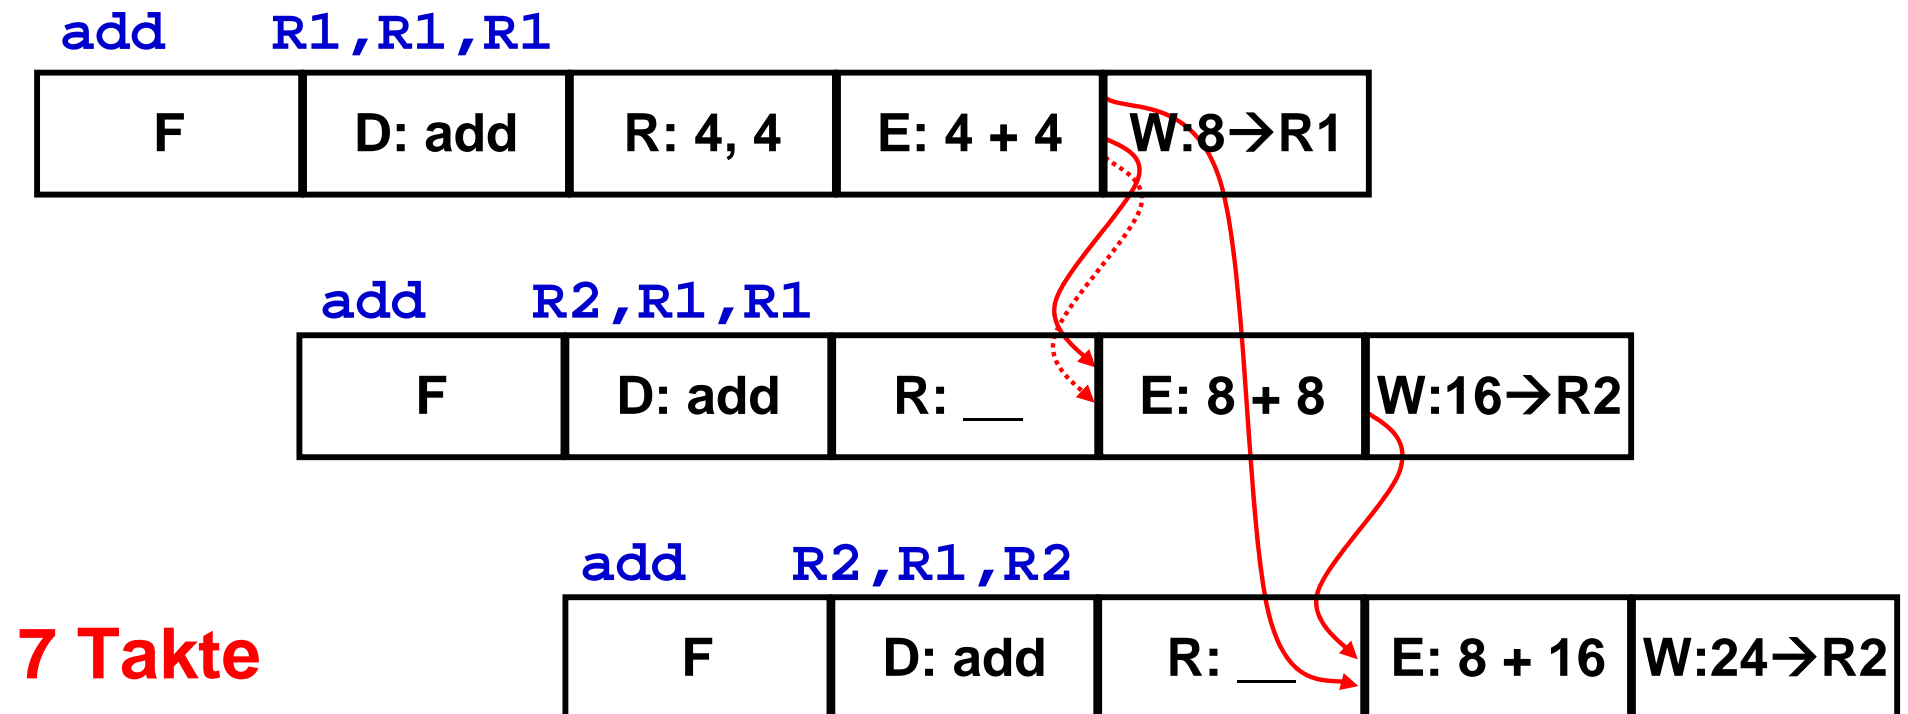 add R1,R1,R1
F D: add R: 4, 4 E: 4 + 4 W:8→R1
add R2,R1,R1
F D: add R: __ E: 8 + 8 W:16→R2
add R2,R1,R2
7 Takte F D: add R: __ E: 8 + 16 W:24→R2